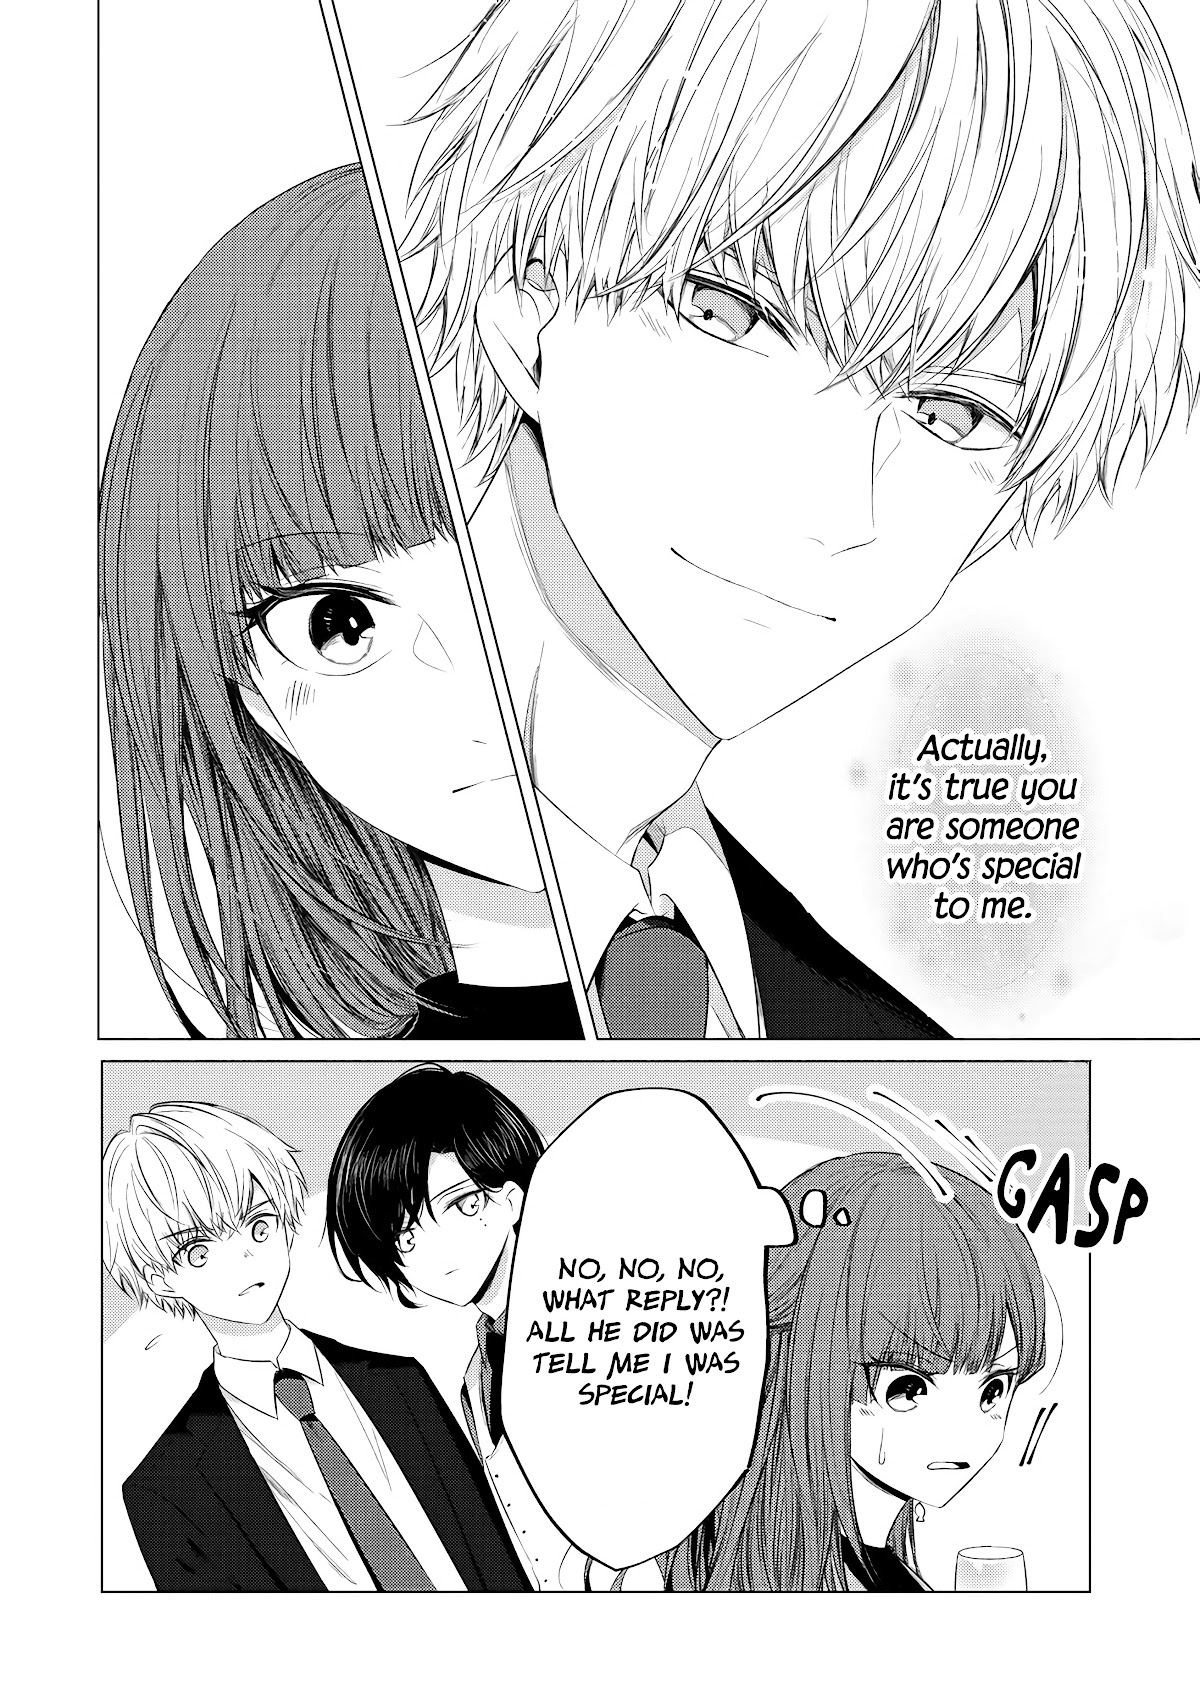 Actually,
it's true you
are someone
who's special
to me.
GASP
NO, NO, NO,
WHAT REPLY?!
ALL HE DID WAS
TELL ME I WAS
SPECIAL!